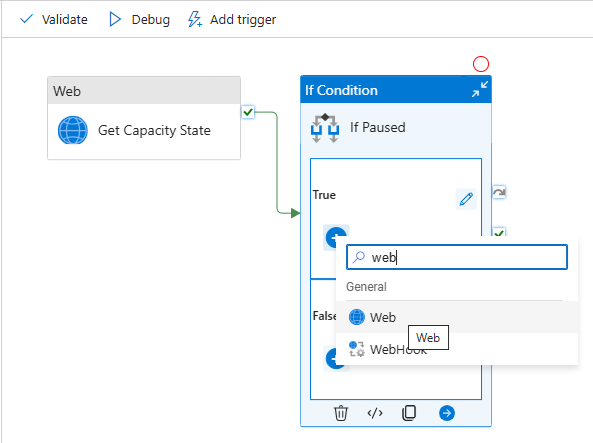 Validate
Debug
Add trigger
Web
Get Capacity State
If Condition
If Paused
True
web
General
Web
False
Web
WebHook